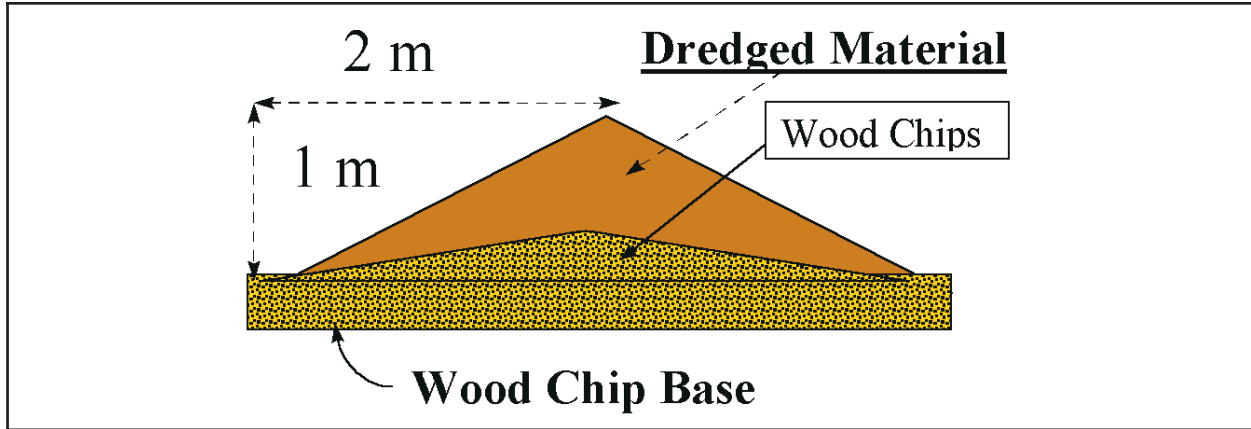 2 m
Dredged Material
Wood Chips
1 m
Wood Chip Base